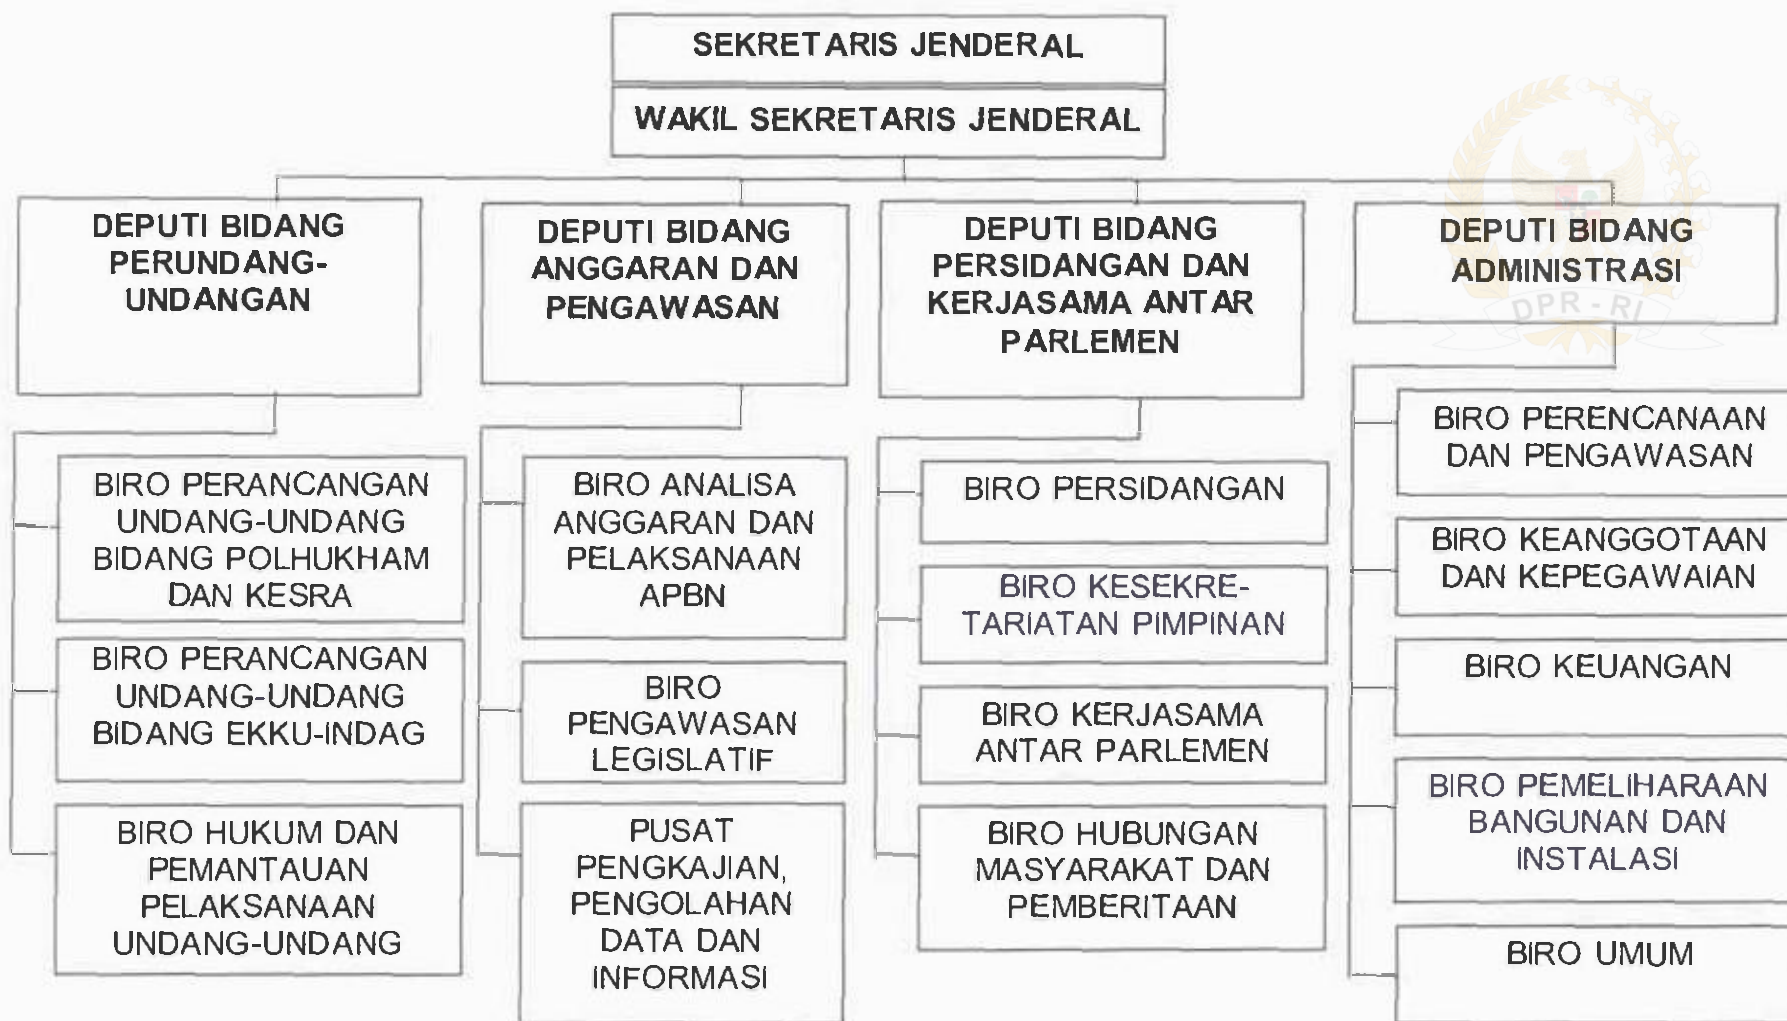 SEKRETARIS JENDERAL
WAKIL SEKRETARIS JENDERAL
DEPUTI BIDANG
PERUNDANG-
UNDANGAN
BIRO PERANCANGAN
UNDANG-UNDANG
BIDANG POLHUKHAM
DAN KESRA
BIRO PERANCANGAN
UNDANG-UNDANG
BIDANG EKKU-INDAG
BIRO HUKUM DAN
PEMANTAUAN
PELAKSANAAN
UNDANG-UNDANG
DEPUTI BIDANG
ANGGARAN DAN
PENGAWASAN
BIRO ANALISA
ANGGARAN DAN
PELAKSANAAN
APBN
BIRO
PENGAWASAN
LEGISLATIF
PUSAT
PENGKAJIAN,
PENGOLAHAN
DATA DAN
INFORMASI
DEPUTI BIDANG
PERSIDANGAN DAN
KERJASAMA ANTAR
PARLEMEN
BIRO PERSIDANGAN
BIRO KESEKRE-
TARIATAN PIMPINAN
BIRO KERJASAMA
ANTAR PARLEMEN
BIRO HUBUNGAN
MASYARAKAT DAN
PEMBERITAAN
DEPUTI BIDANG
ADMINISTRASI
DPR - RI
BIRO PERENCANAAN
DAN PENGAWASAN
BIRO KEANGGOTAAN
DAN KEPEGAWAIAN
BIRO KEUANGAN
BIRO PEMELIHARAAN
BANGUNAN DAN
INSTALASI
BIRO UMUM